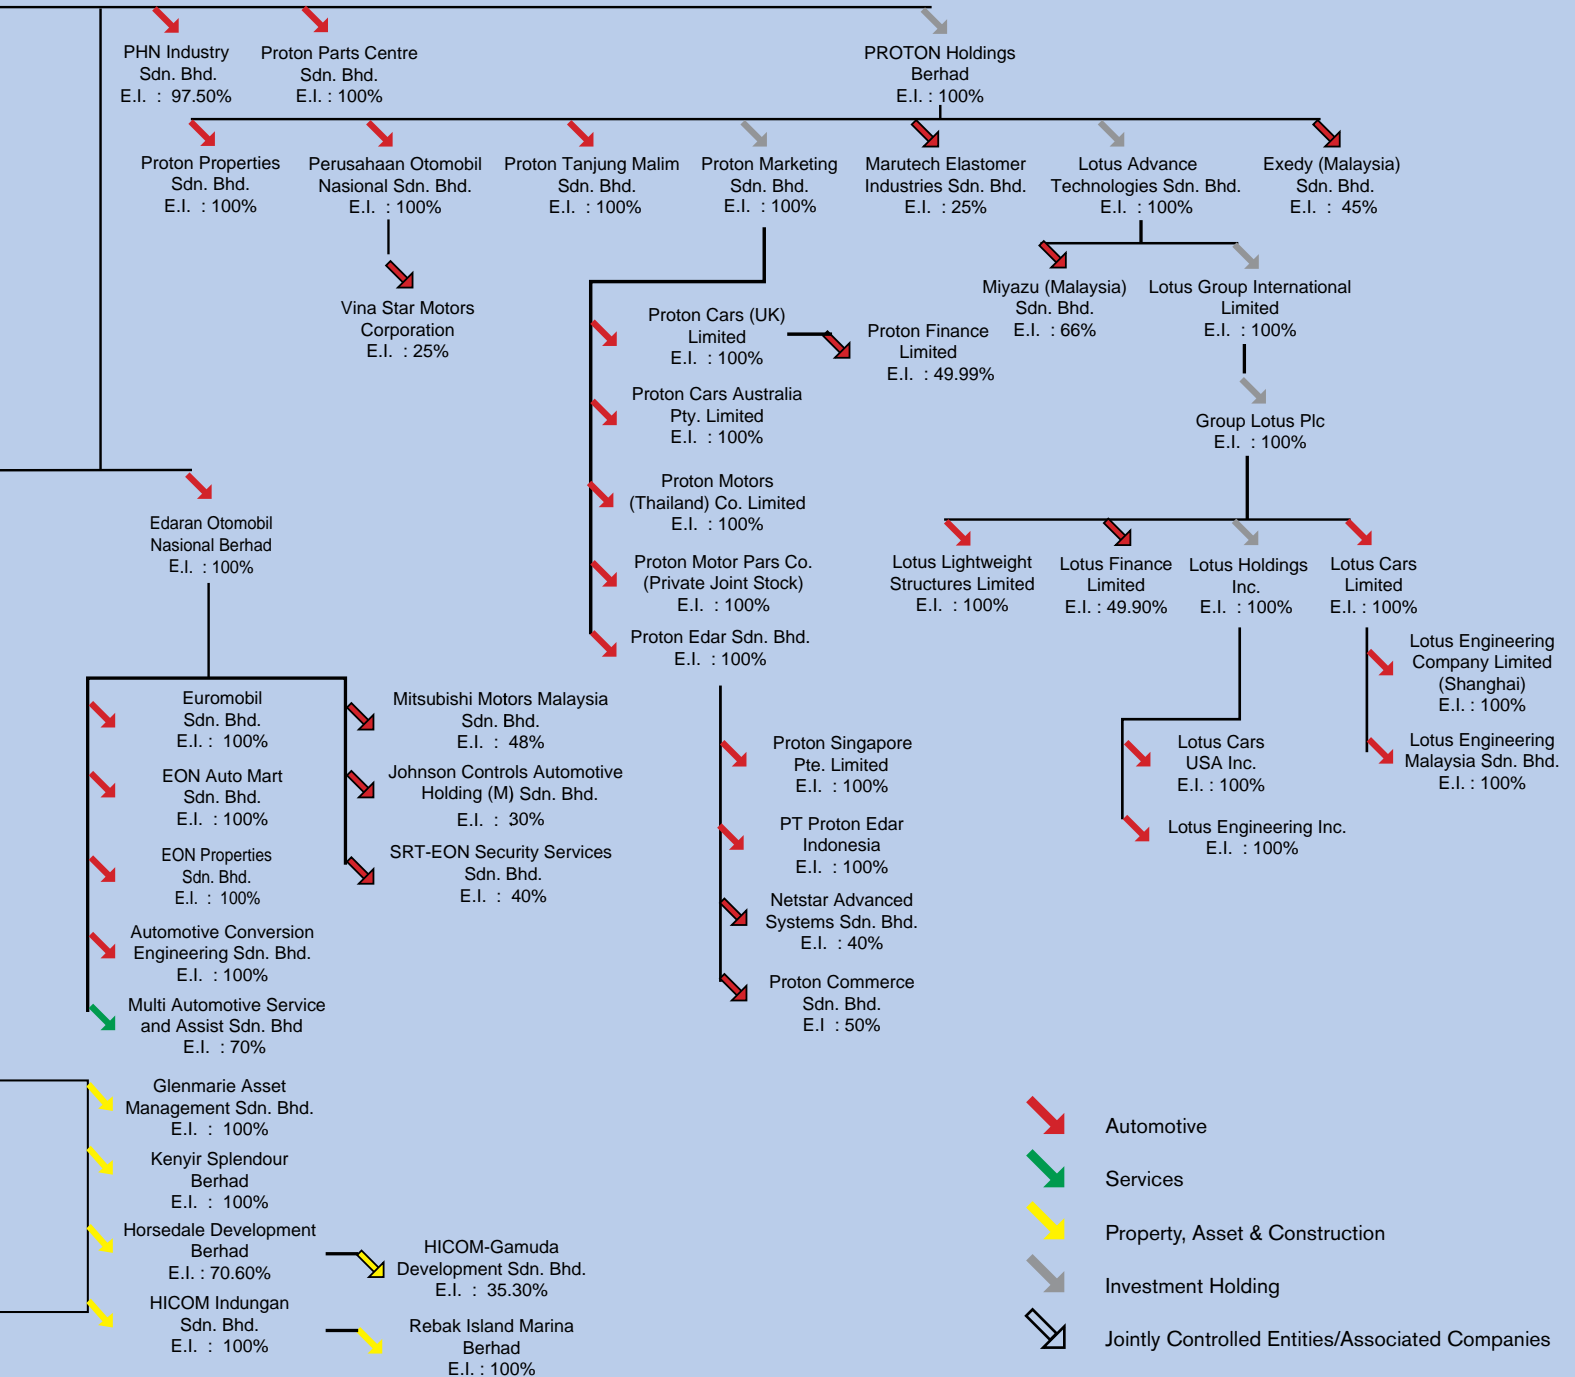 PHN Industry
Sdn. Bhd.
E.I. : 97.50%
Proton Parts Centre
Sdn. Bhd.
E.I. : 100%
PROTON Holdings
Berhad
E.I. : 100%
Proton Properties
Sdn. Bhd.
E.I. : 100%
Perusahaan Otomobil
Nasional Sdn. Bhd.
E.I. : 100%
Proton Tanjung Malim
Sdn. Bhd.
E.I. : 100%
Proton Marketing
Sdn. Bhd.
E.I. : 100%
Marutech Elastomer
Industries Sdn. Bhd.
E.I. : 25%
Lotus Advance
Technologies Sdn. Bhd.
E.I. : 100%
Exedy (Malaysia)
Sdn. Bhd.
E.I. : 45%
Vina Star Motors
Corporation
E.I. : 25%
Miyazu (Malaysia)
Sdn. Bhd.
E.I. : 66%
Lotus Group International
Limited
E.I. : 100%
Proton Cars (UK)
Limited
E.I. : 100%
Proton Finance
Limited
E.I. : 49.99%
Proton Cars Australia
Pty. Limited
E.I. : 100%
Group Lotus Plc
E.I. : 100%
Proton Motors
(Thailand) Co. Limited
E.I. : 100%
Edaran Otomobil
Nasional Berhad
E.I. : 100%
Proton Motor Pars Co.
(Private Joint Stock)
E.I. : 100%
Lotus Lightweight
Structures Limited
E.I. : 100%
Lotus Finance
Limited
E.I. : 49.90%
Lotus Holdings
Inc.
E.I. : 100%
Lotus Cars
Limited
E.I. : 100%
Proton Edar Sdn. Bhd.
E.I. : 100%
Lotus Engineering
Company Limited
(Shanghai)
E.I. : 100%
Euromobil
Sdn. Bhd.
E.I. : 100%
Mitsubishi Motors Malaysia
Sdn. Bhd.
E.I. : 48%
Proton Singapore
Pte. Limited
E.I. : 100%
Lotus Cars
USA Inc.
E.I. : 100%
Lotus Engineering
Malaysia Sdn. Bhd.
E.I. : 100%
EON Auto Mart
Sdn. Bhd.
E.I. : 100%
Johnson Controls Automotive
Holding (M) Sdn. Bhd.
E.I. : 30%
PT Proton Edar
Indonesia
E.I. : 100%
Lotus Engineering Inc.
E.I. : 100%
EON Properties
Sdn. Bhd.
E.I. : 100%
SRT-EON Security Services
Sdn. Bhd.
E.I. : 40%
Netstar Advanced
Systems Sdn. Bhd.
E.I. : 40%
Automotive Conversion
Engineering Sdn. Bhd.
E.I. : 100%
Proton Commerce
Sdn. Bhd.
E.I : 50%
Multi Automotive Service
and Assist Sdn. Bhd
E.I. : 70%
Glenmarie Asset
Management Sdn. Bhd.
E.I. : 100%
Kenyir Splendour
Berhad
E.I. : 100%
Horsedale Development
Berhad
E.I. : 70.60%
HICOM-Gamuda
Development Sdn. Bhd.
E.I. : 35.30%
HICOM Indungan
Sdn. Bhd.
E.I. : 100%
Rebak Island Marina
Berhad
E.I. : 100%
Automotive
Services
Property, Asset & Construction
Investment Holding
Jointly Controlled Entities/Associated Companies